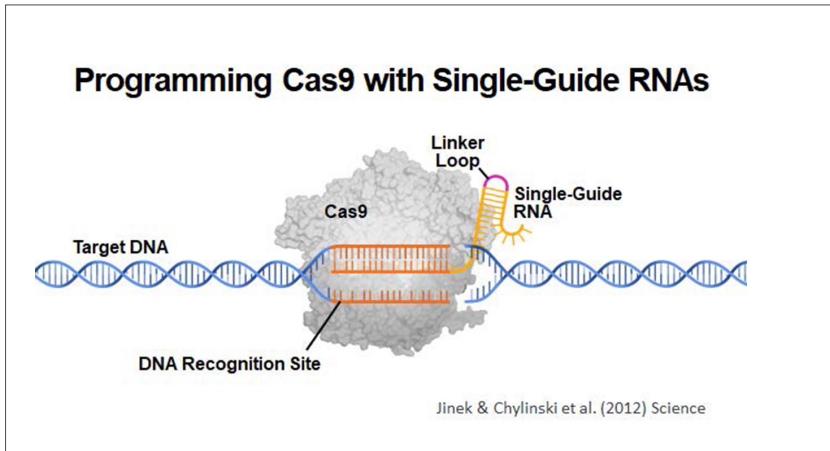 Programming Cas9 with Single-Guide RNAs
Linker
Loop
Single-Guide
RNA
Cas9
Target DNA
DNA Recognition Site
Jinek & Chylinski et al. (2012) Science